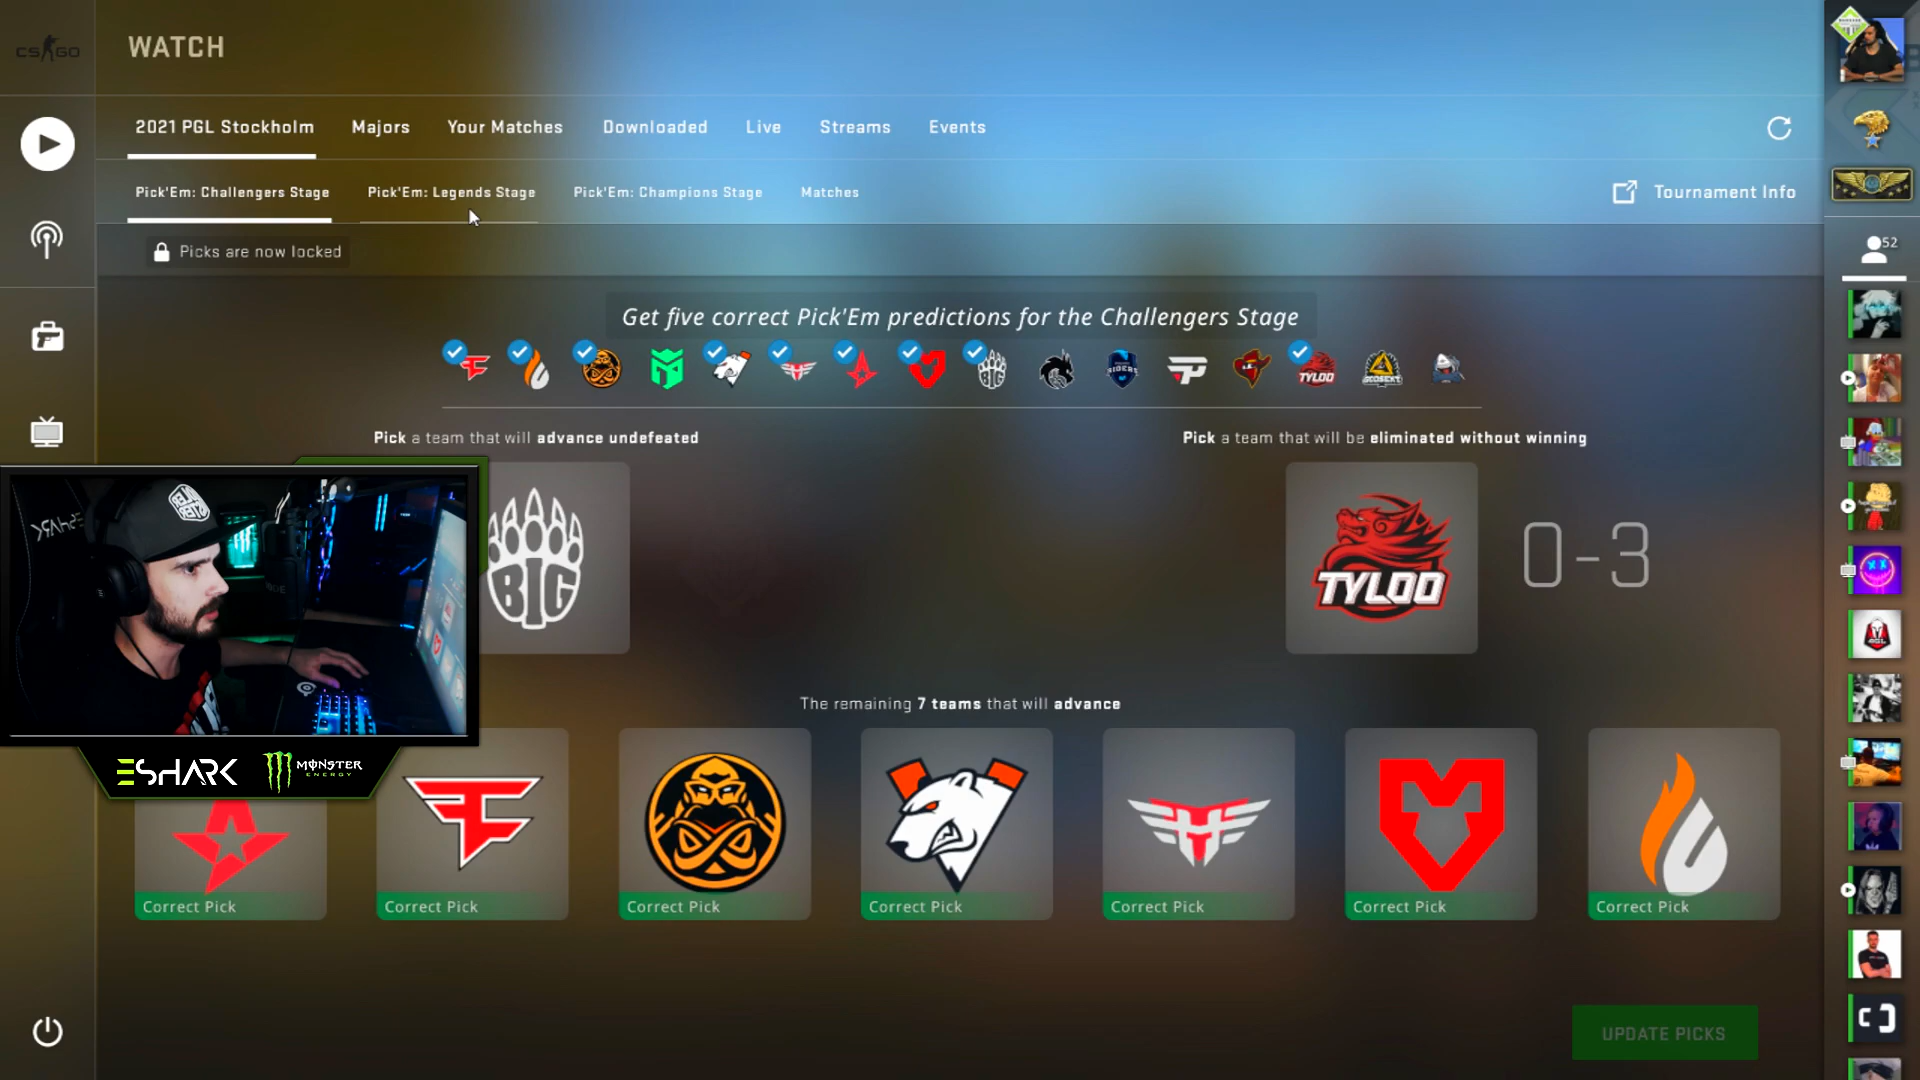 CS GO
WATCH
2021 PGL Stockholm
Majors
Your Matches
Downloaded
Live
Streams
Events
Pick'Em: Challengers Stage
Pick'Em: Legends Stage
Pick'Em: Champions Stage
Matches
Tournament Info
Picks are now locked
52
Get five correct Pick'Em predictions for the Challengers Stage
Pick a team that will advance undefeated
Pick a team that will be eliminated without winning
BIG
TYLOO
0-3
The remaining 7 teams that will advance
ESHARK
MONSTER
ENERGY
Correct Pick
Correct Pick
Correct Pick
Correct Pick
Correct Pick
Correct Pick
Correct Pick
UPDATE PICKS